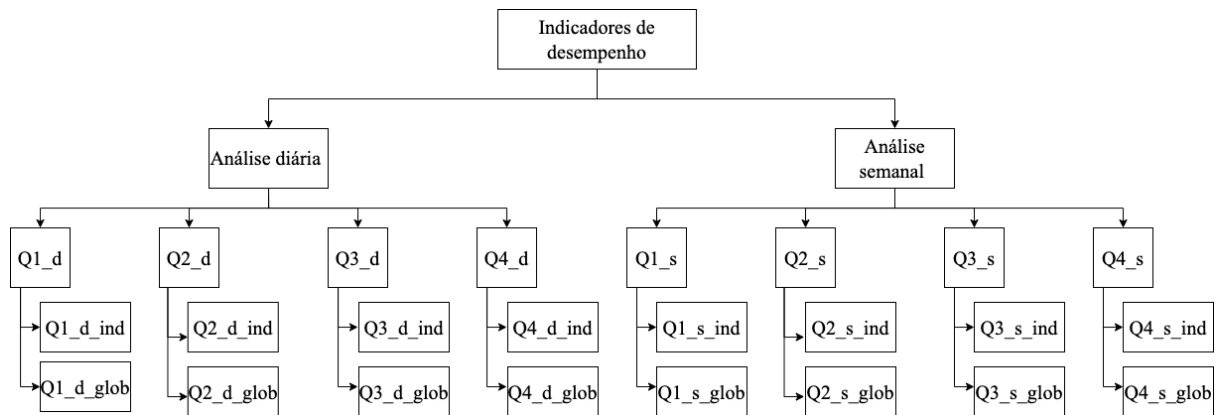 Indicadores de
desempenho
Análise diária
Análise
semanal
Q1_d
Q2_d
Q3_d
Q4_d
Q1_s
Q2_s
Q3_s
Q4_s
Q1_d_ind
Q2_d_ind
Q3_d_ind
Q4_d_ind
Q1_s_ind
Q2_s_ind
Q3_s_ind
Q4_s_ind
Q1_d_glob
Q2_d_glob
Q3_d_glob
Q4_d_glob
Q1_s_glob
Q2_s_glob
Q3_s_glob
Q4_s_glob